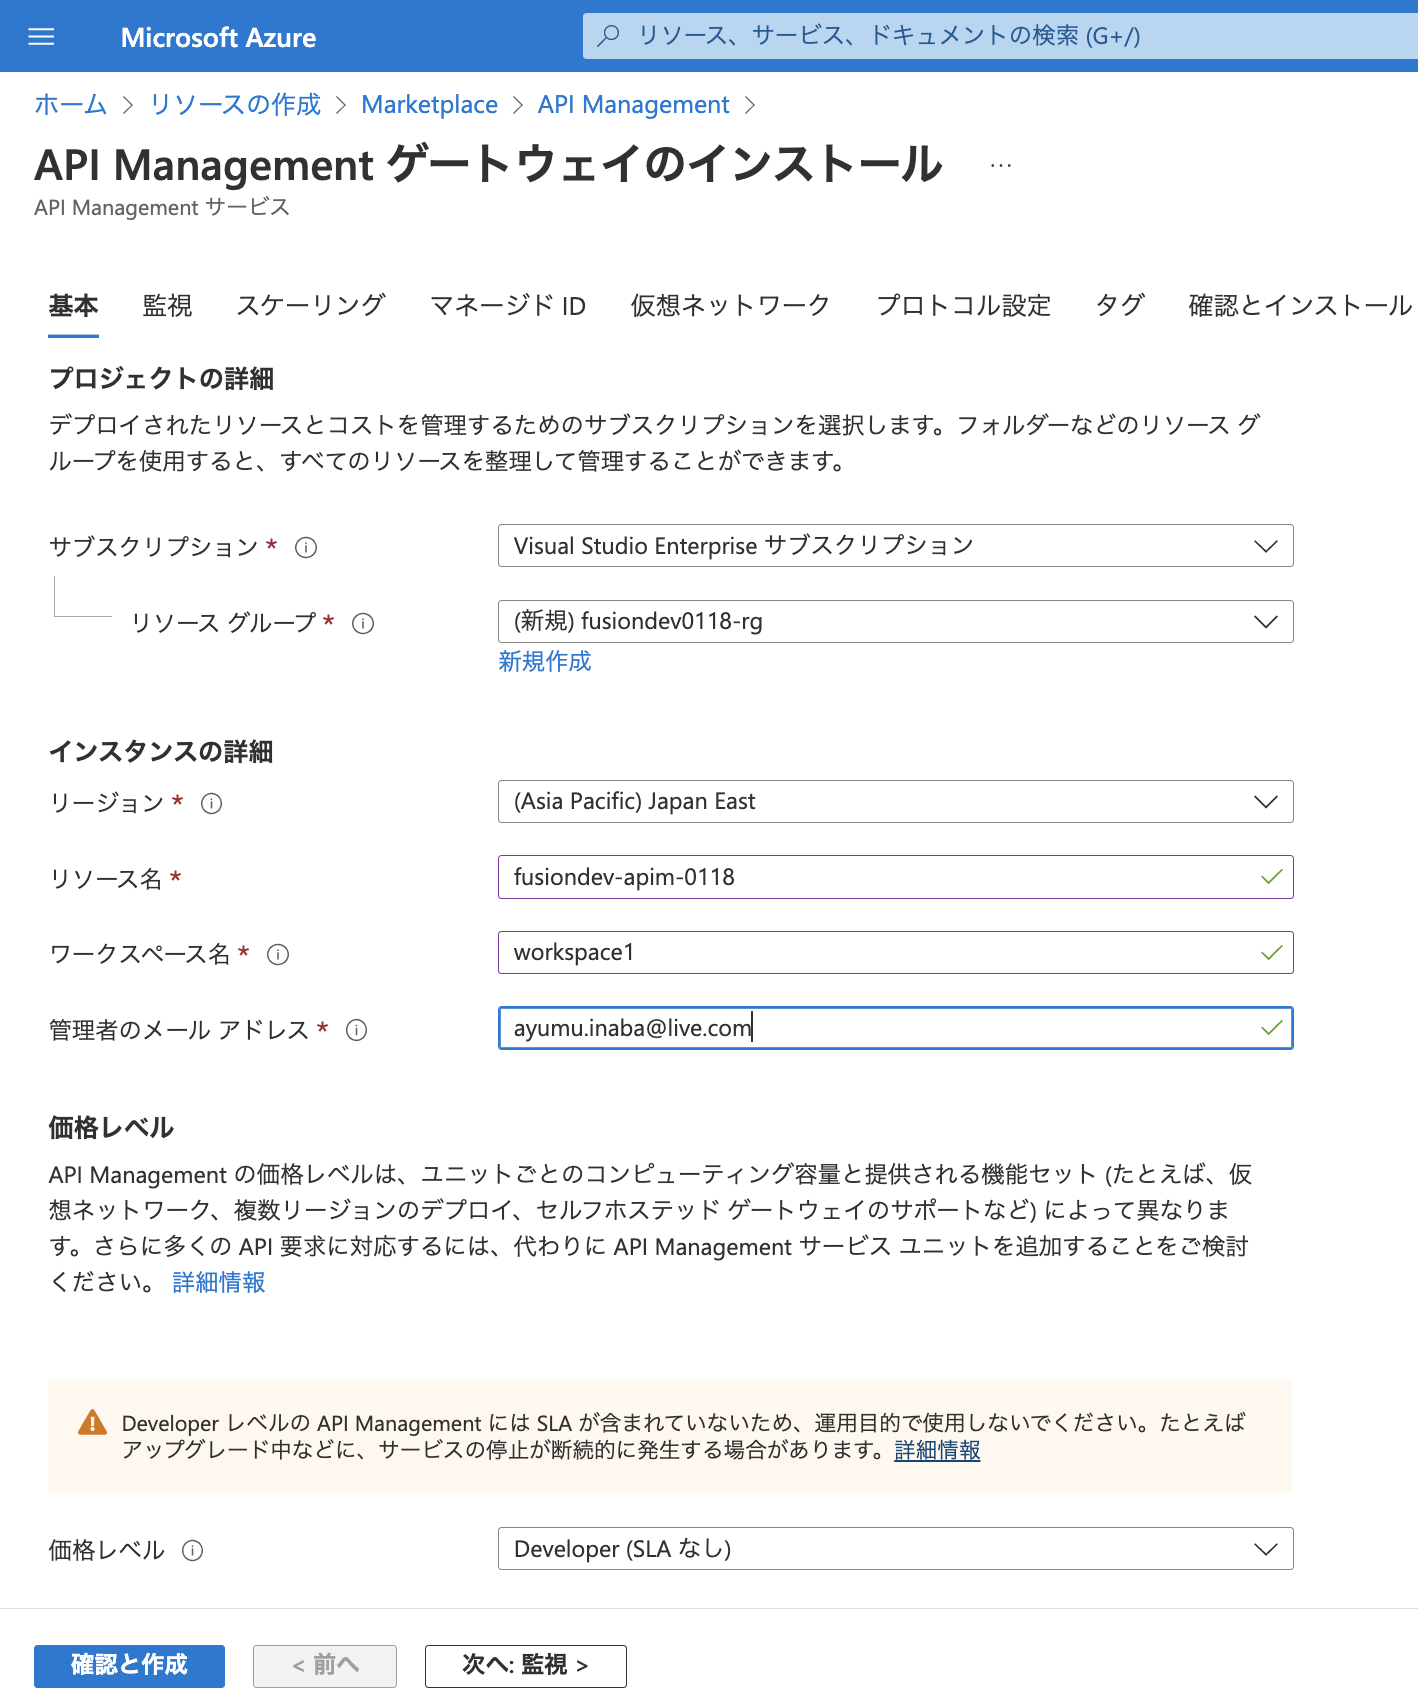 Microsoft Azure
リソース、サービス、ドキュメントの検索 (G+/)
ホーム > リソースの作成 > Marketplace > API Management >
API Management ゲートウェイのインストール ...
API Management サービス
基本 監視 スケーリング マネージド ID 仮想ネットワーク プロトコル設定 タグ 確認とインストール
プロジェクトの詳細
デプロイされたリソースとコストを管理するためのサブスクリプションを選択します。フォルダーなどのリソース グ
ループを使用すると、すべてのリソースを整理して管理することができます。
サブスクリプション *
Visual Studio Enterprise サブスクリプション
リソース グループ *
(新規) fusiondev0118-rg
新規作成
インスタンスの詳細
リージョン *
(Asia Pacific) Japan East
リソース名 *
fusiondev-apim-0118
ワークスペース名 *
workspace1
管理者のメール アドレス *
ayumu.inaba@live.com
価格レベル
API Management の価格レベルは、ユニットごとのコンピューティング容量と提供される機能セット (たとえば、仮
想ネットワーク、複数リージョンのデプロイ、セルフホステッド ゲートウェイのサポートなど) によって異なりま
す。さらに多くの API 要求に対応するには、代わりに API Management サービス ユニットを追加することをご検討
ください。 詳細情報
Developer レベルの API Management には SLA が含まれていないため、運用目的で使用しないでください。たとえば
アップグレード中などに、サービスの停止が断続的に発生する場合があります。詳細情報
価格レベル
Developer (SLA なし)
確認と作成
< 前へ
次へ: 監視 >